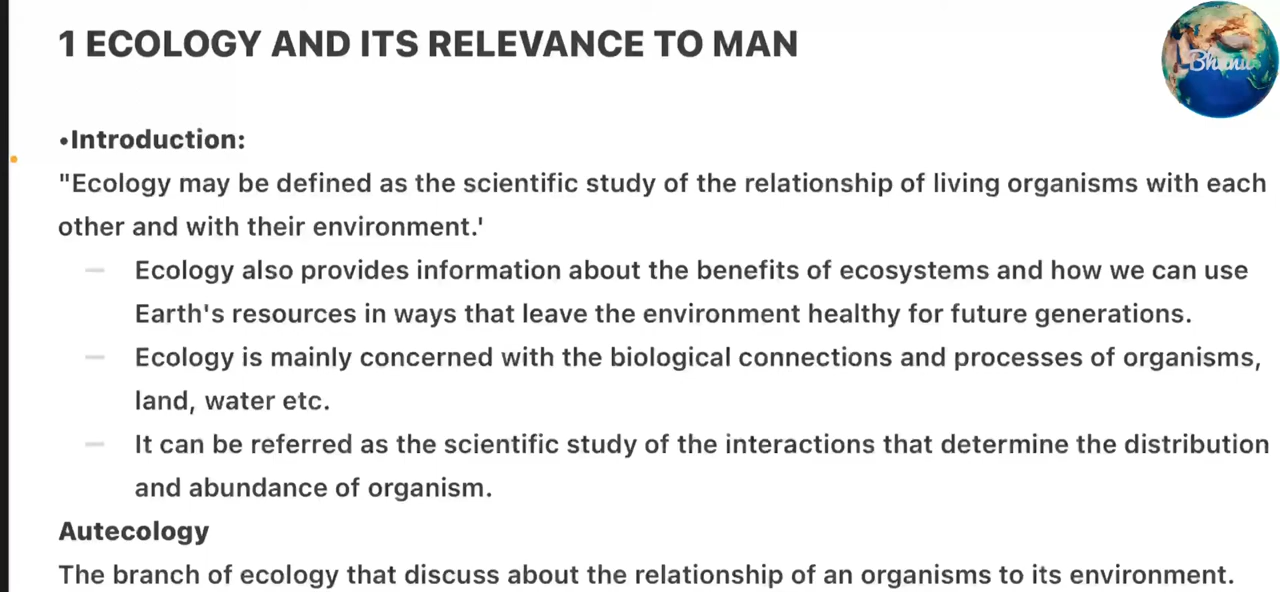 1 ECOLOGY AND ITS RELEVANCE TO MAN
Bhanu
•Introduction:
"Ecology may be defined as the scientific study of the relationship of living organisms with each
other and with their environment.'
— Ecology also provides information about the benefits of ecosystems and how we can use
Earth's resources in ways that leave the environment healthy for future generations.
— Ecology is mainly concerned with the biological connections and processes of organisms,
land, water etc.
— It can be referred as the scientific study of the interactions that determine the distribution
and abundance of organism.
Autecology
The branch of ecology that discuss about the relationship of an organisms to its environment.